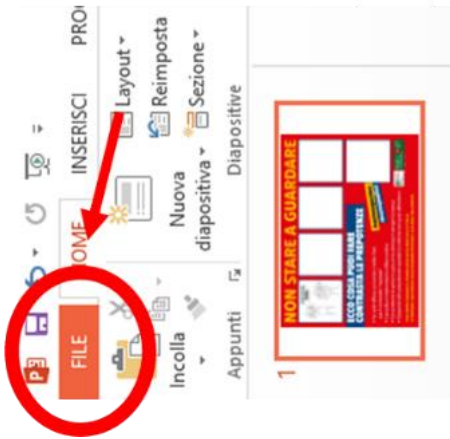 FILE OME INSERISCI PRO
Incolla
Nuova
diapositiva
Layout
Reimposta
Sezione
Appunti
Diapositive
1
NON STARE A GUARDARE
ECCO COSA PUOI FARE
CONTRASTA LE PREPOTENZE